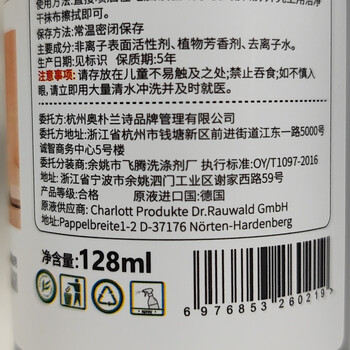 干抹布擦拭即可。
保存方法:常温密闭保存
主要成分:非离子表面活性剂、植物芳香剂、去离子水。
生产日期:见标识 保质期:5年
注意事项:请存放在儿童不易触及之处;禁止吞食;如不慎入
眼,请立即用大量清水冲洗并及时就医。
委托方:杭州奥朴兰诗品牌管理有限公司
地址:浙江省杭州市钱塘新区前进街道江东一路5000号
诚智商务中心5号楼
委托分装商:余姚市飞腾洗涤剂厂 执行标准:QY/T1097-2016
地址:浙江省宁波市余姚泗门工业区谢家西路59号
产品等级:合格 原液进口国:德国
原液供应商:Charlott Produkte Dr.Rauwald GmbH
地址:Pappelbreite1-2 D-37176 Nörten-Hardenberg
净含量:128ml
6 976853 260219